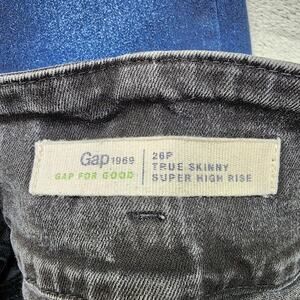 Gap 1969
GAP FOR GOOD
26P
TRUE SKINNY
SUPER HIGH RISE